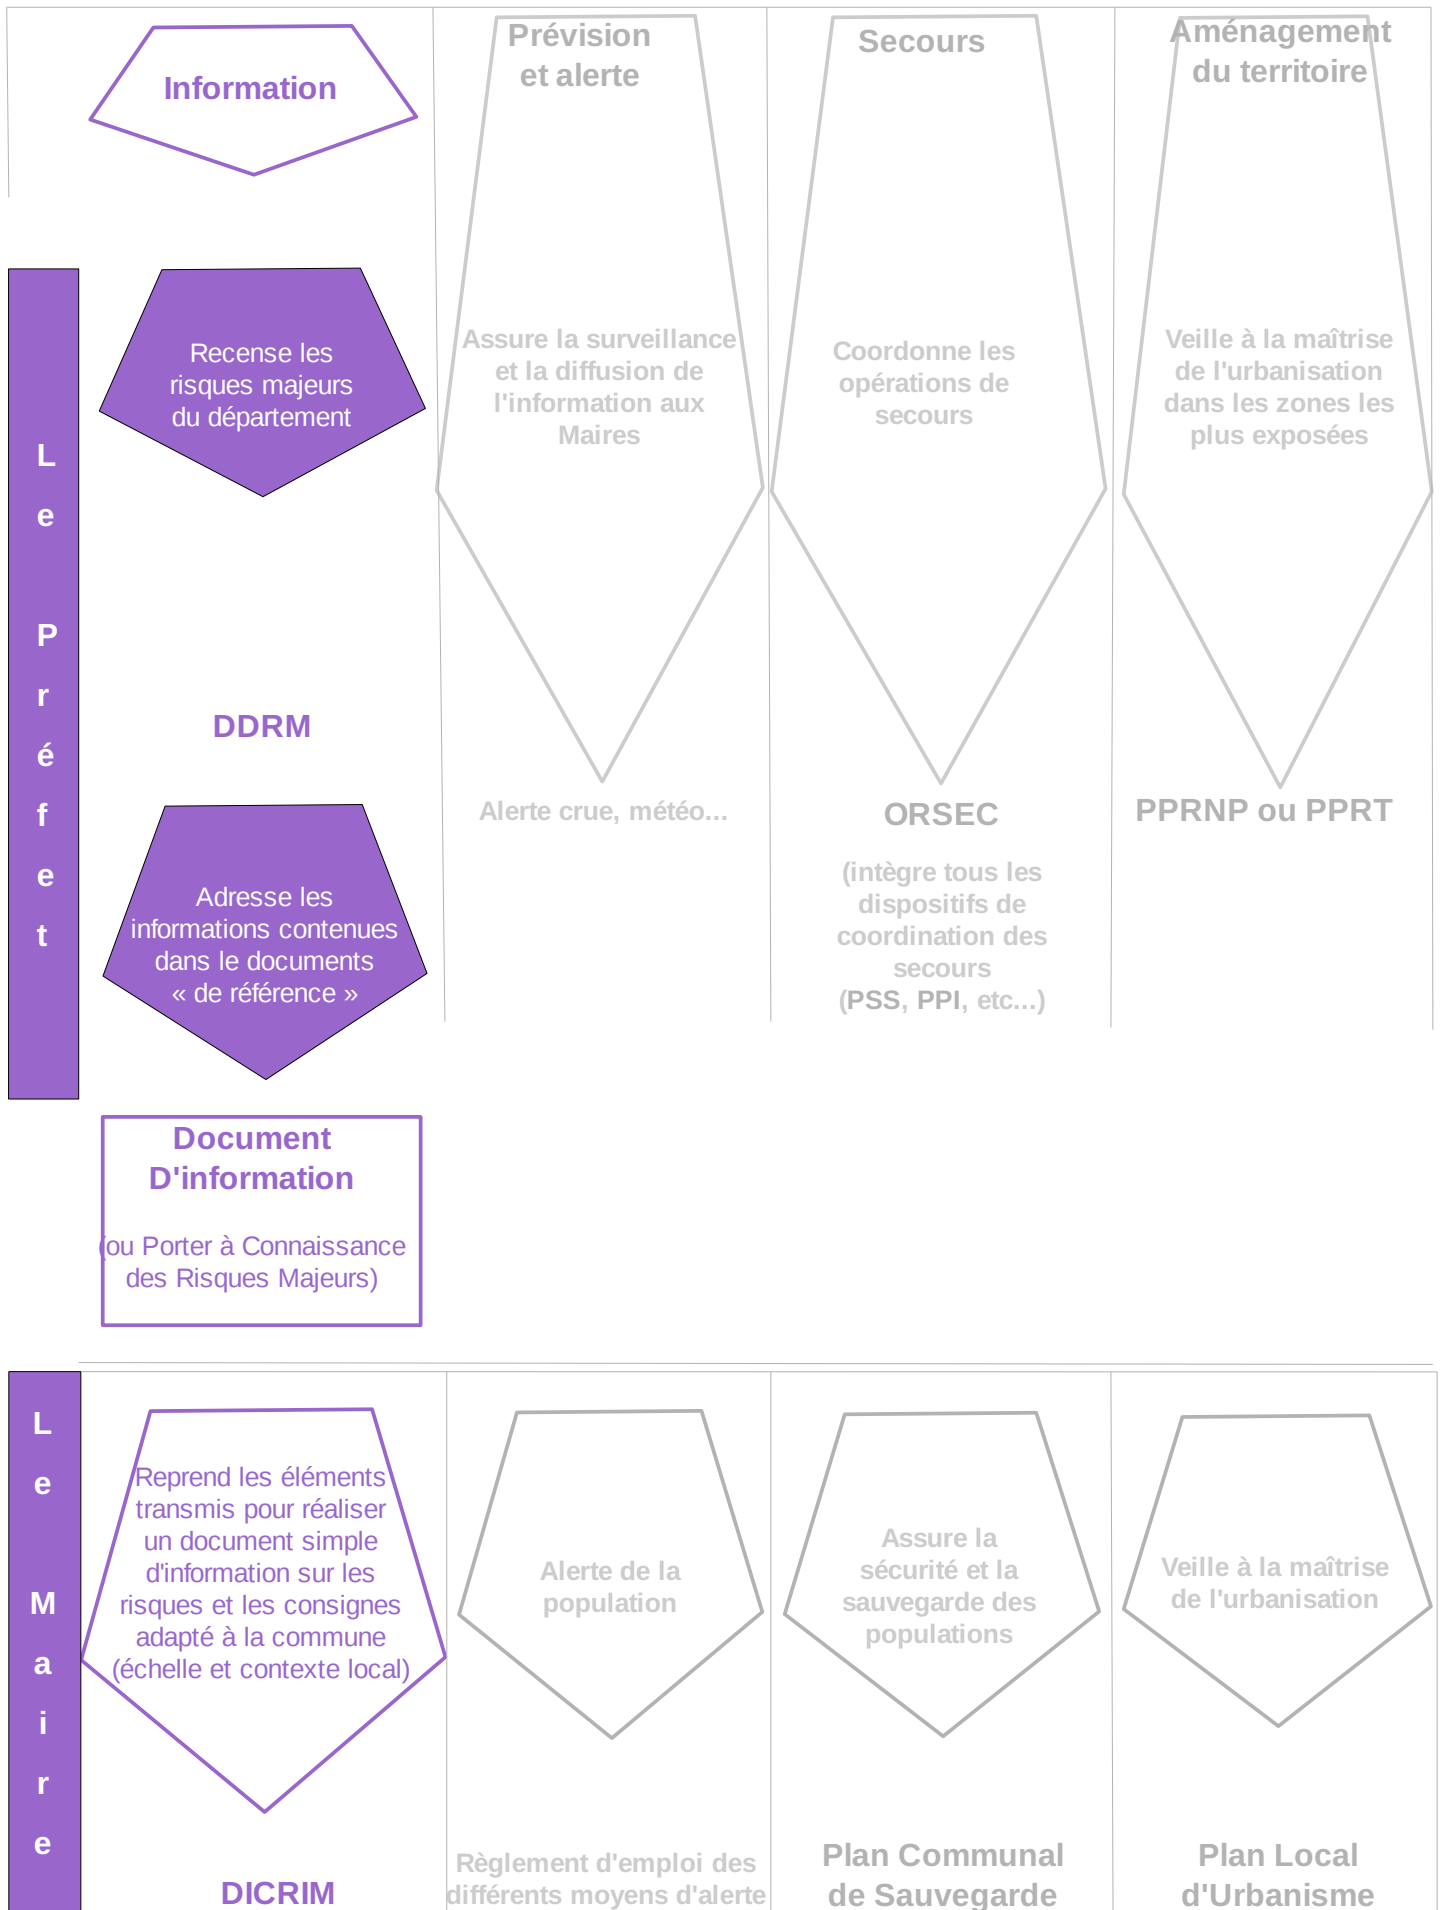 Information
Prévision
et alerte
Secours
Aménagement
du territoire
Le Préfet
Recense les
risques majeurs
du département
DDRM
Adresse les
informations contenues
dans le documents
« de référence »
Document
D'information
(ou Porter à Connaissance
des Risques Majeurs)
Assure la surveillance
et la diffusion de
l'information aux
Maires
Alerte crue, météo...
Coordonne les
opérations de
secours
ORSEC
(intègre tous les
dispositifs de
coordination des
secours
(PSS, PPI, etc...)
Veille à la maîtrise
de l'urbanisation
dans les zones les
plus exposées
PPRNP ou PPRT
Le Maire
Reprend les éléments
transmis pour réaliser
un document simple
d'information sur les
risques et les consignes
adapté à la commune
(échelle et contexte local)
DICRIM
Alerte de la
population
Règlement d'emploi des
différents moyens d'alerte
Assure la
sécurité et la
sauvegarde des
populations
Plan Communal
de Sauvegarde
Veille à la maîtrise
de l'urbanisation
Plan Local
d'Urbanisme